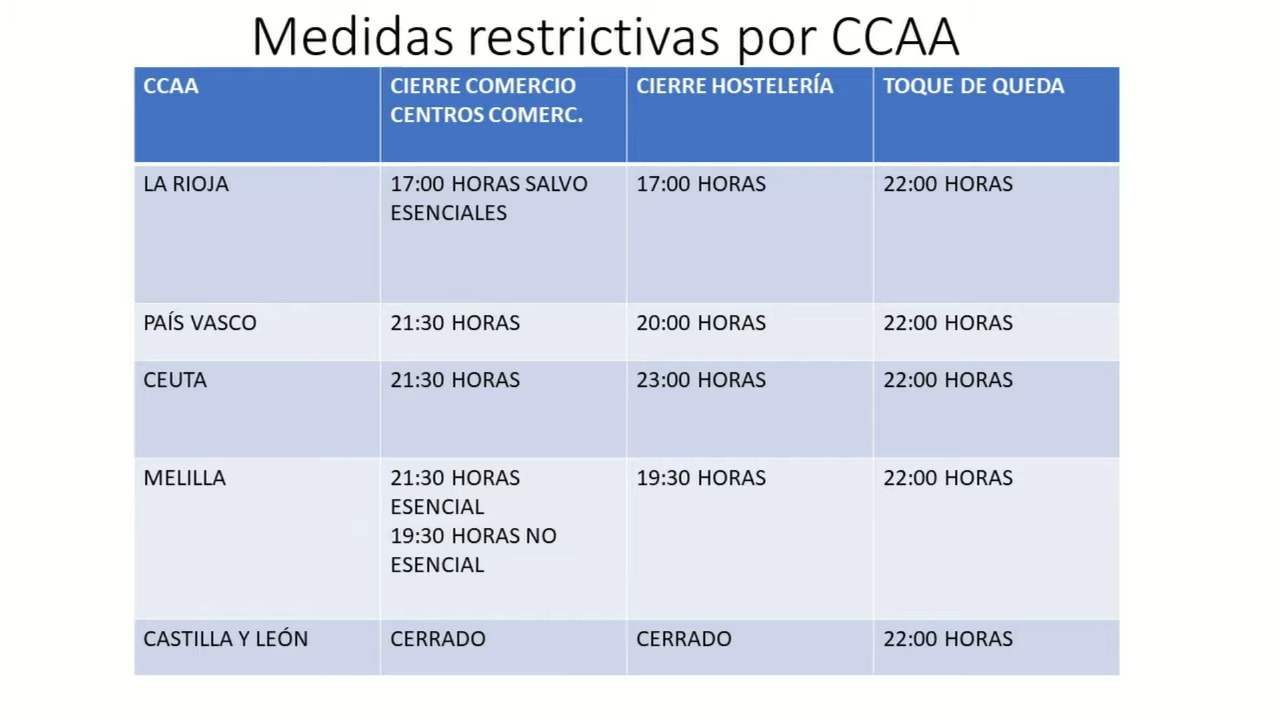 Medidas restrictivas por CCAA
CCAA
CIERRE COMERCIO
CENTROS COMERC.
CIERRE HOSTELERÍA
TOQUE DE QUEDA
LA RIOJA
17:00 HORAS SALVO
ESENCIALES
17:00 HORAS
22:00 HORAS
PAÍS VASCO
21:30 HORAS
20:00 HORAS
22:00 HORAS
CEUTA
21:30 HORAS
23:00 HORAS
22:00 HORAS
MELILLA
21:30 HORAS
ESENCIAL
19:30 HORAS NO
ESENCIAL
19:30 HORAS
22:00 HORAS
CASTILLA Y LEÓN
CERRADO
CERRADO
22:00 HORAS